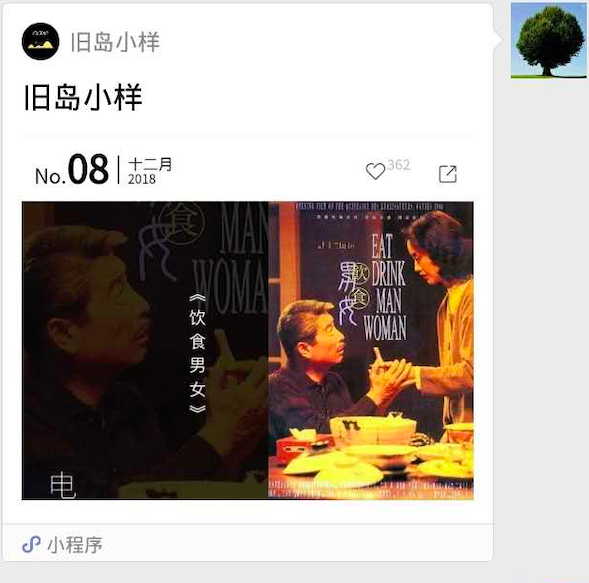 旧岛小样
旧岛小样
No.08
十二月
2018
362
食
MAN
WOMA
《饮食男女》
电
EAT
DRINK
MAN
WOMAN
飲食
男女
小程序